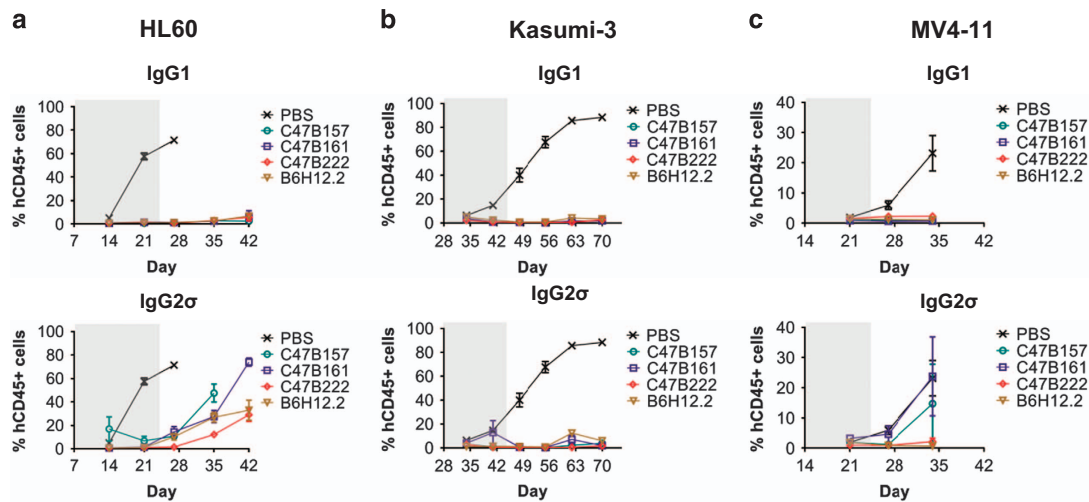 a
HL60
IgG1
% hCD45+ cells
100
80
60
40
20
0
7 14 21 28 35 42
Day
PBS
C47B157
C47B161
C47B222
B6H12.2
IgG2σ
% hCD45+ cells
100
80
60
40
20
0
7 14 21 28 35 42
Day
PBS
C47B157
C47B161
C47B222
B6H12.2
b
Kasumi-3
IgG1
% hCD45+ cells
100
80
60
40
20
0
28 35 42 49 56 63 70
Day
PBS
C47B157
C47B161
C47B222
B6H12.2
IgG2σ
% hCD45+ cells
100
80
60
40
20
0
28 35 42 49 56 63 70
Day
PBS
C47B157
C47B161
C47B222
B6H12.2
c
MV4-11
IgG1
% hCD45+ cells
40
30
20
10
0
14 21 28 35 42
Day
PBS
C47B157
C47B161
C47B222
B6H12.2
IgG2σ
% hCD45+ cells
40
30
20
10
0
14 21 28 35 42
Day
PBS
C47B157
C47B161
C47B222
B6H12.2